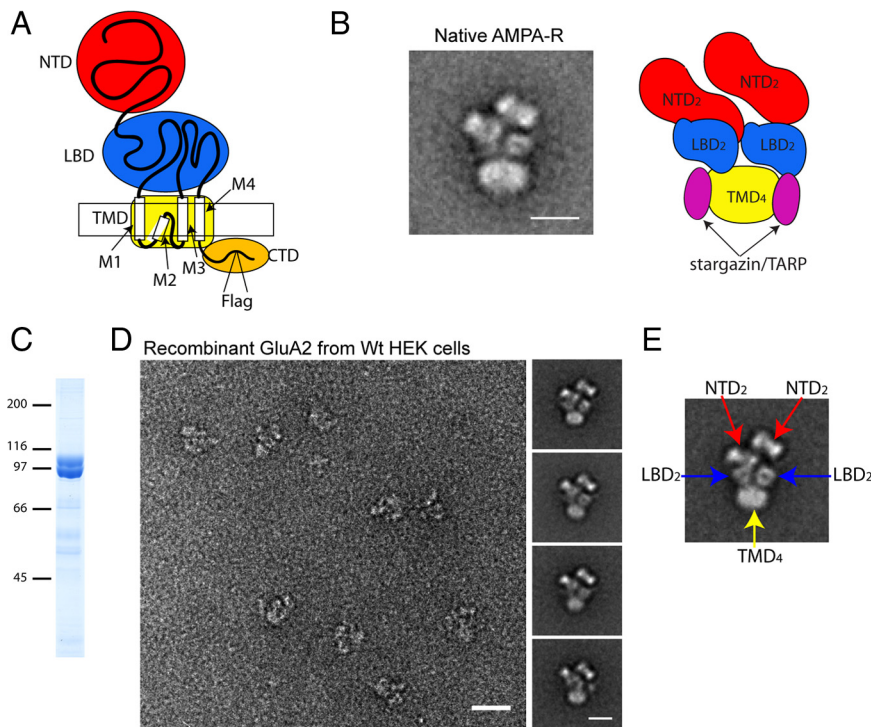 A
NTD
LBD
TMD
M4
M1
M2
M3
CTD
Flag
B
Native AMPA-R
NTD₂
NTD₂
LBD₂
LBD₂
TMD₄
stargazin/TARP
C
200
116
97
66
45
D
Recombinant GluA2 from Wt HEK cells
E
NTD₂
NTD₂
LBD₂
LBD₂
TMD₄